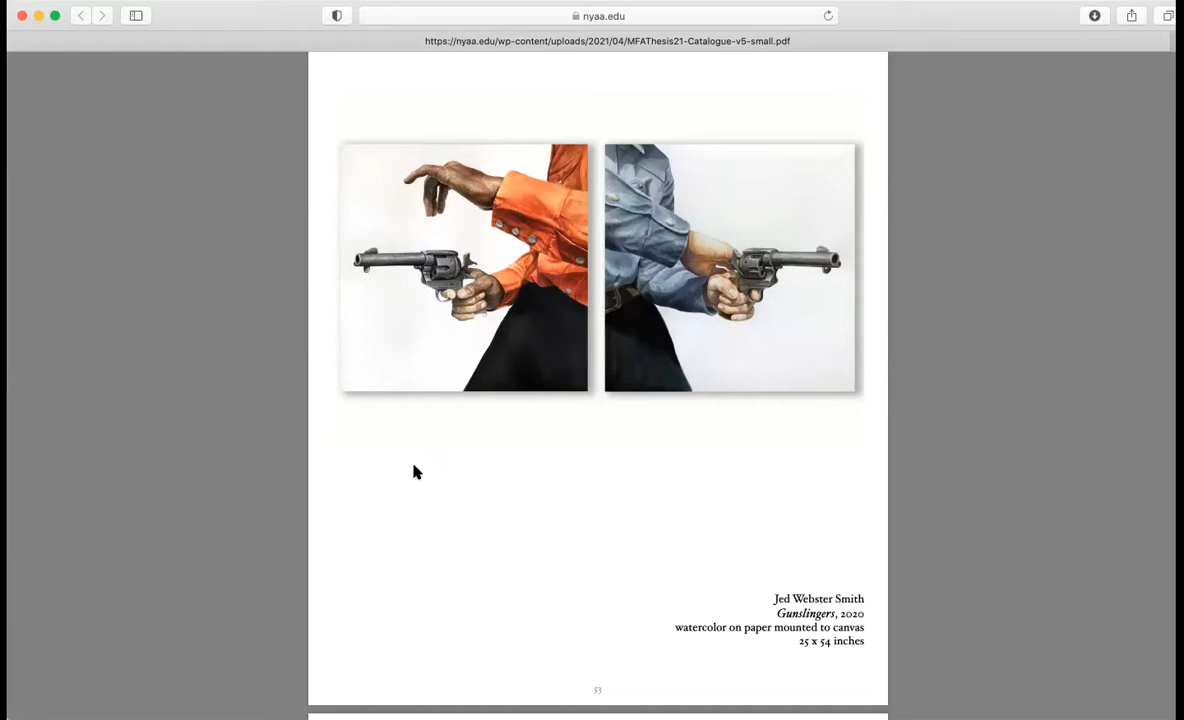 nyaa.edu
https://nyaa.edu/wp-content/uploads/2021/04/MFAThesis21-Catalogue-v5-small.pdf
Jed Webster Smith
Gunslingers, 2020
watercolor on paper mounted to canvas
25 x 54 inches
53